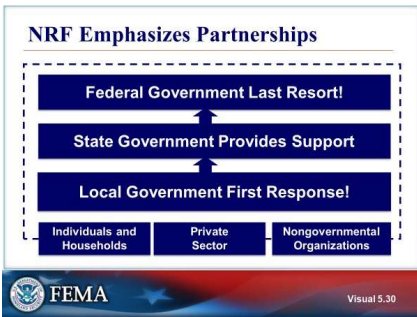 NRF Emphasizes Partnerships
Federal Government Last Resort!
State Government Provides Support
Local Government First Response!
Individuals and
Households
Private
Sector
Nongovernmental
Organizations
FEMA
Visual 5.30